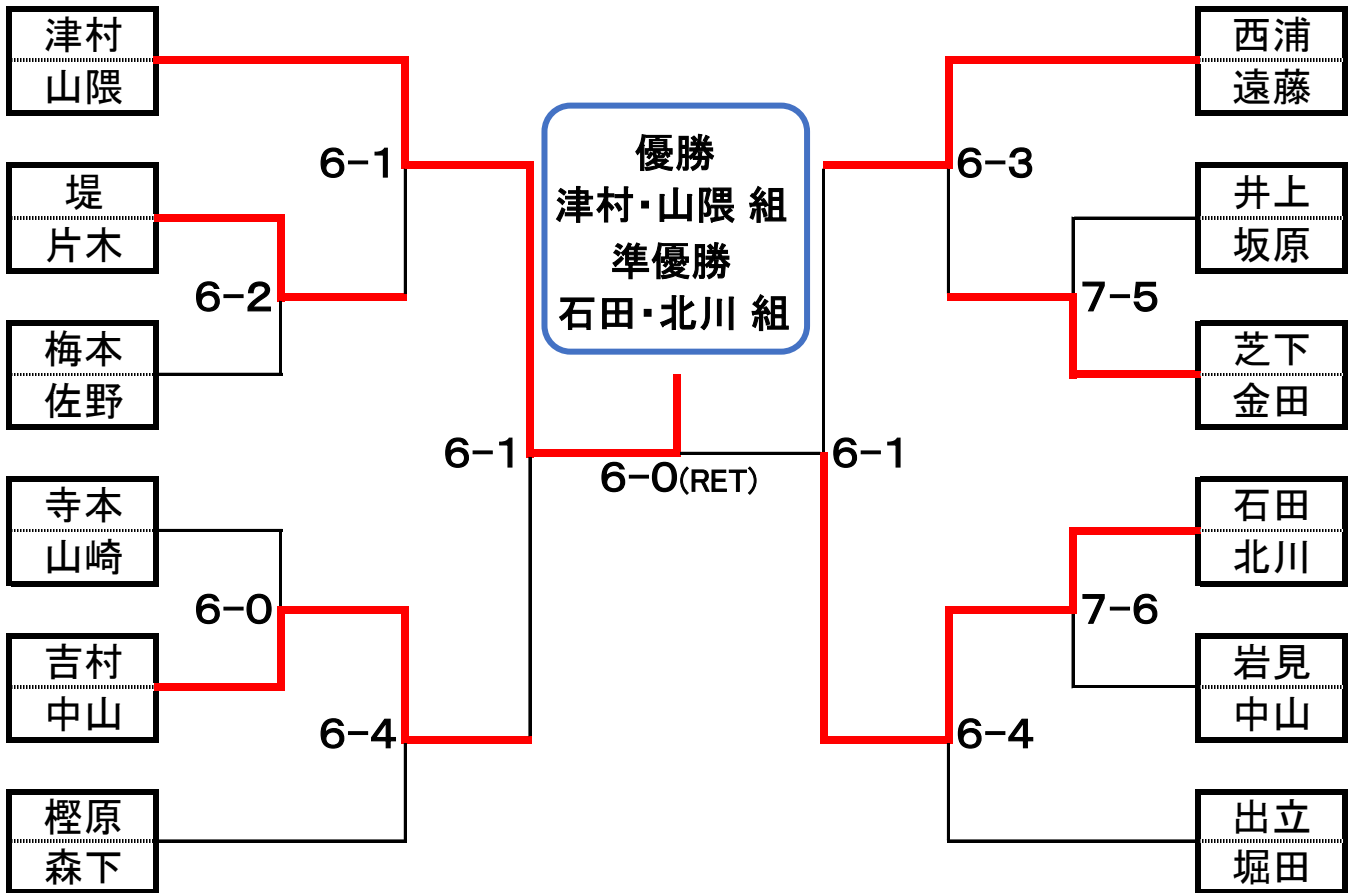 津村
山隈
堤
片木
梅本
佐野
寺本
山崎
吉村
中山
樫原
森下
6-1
6-2
6-0
6-4
6-1
優勝
津村・山隈 組
準優勝
石田・北川 組
6-0(RET)
6-1
6-3
7-5
7-6
6-4
西浦
遠藤
井上
坂原
芝下
金田
石田
北川
岩見
中山
出立
堀田